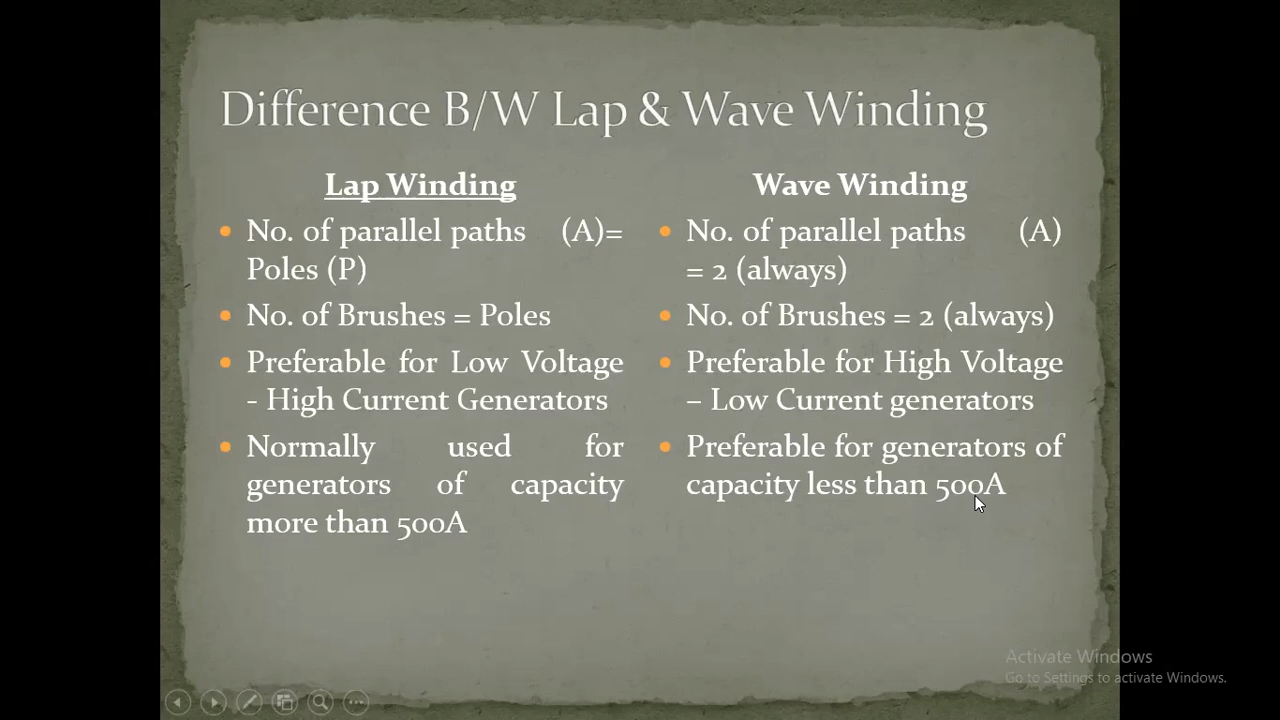 Difference B/W Lap & Wave Winding
Lap Winding
No. of parallel paths (A)=
Poles (P)
No. of Brushes = Poles
Preferable for Low Voltage
- High Current Generators
Normally used for
generators of capacity
more than 500A
Wave Winding
No. of parallel paths (A)
= 2 (always)
No. of Brushes = 2 (always)
Preferable for High Voltage
– Low Current generators
Preferable for generators of
capacity less than 500A
Activate Windows
Go to Settings to activate Windows.